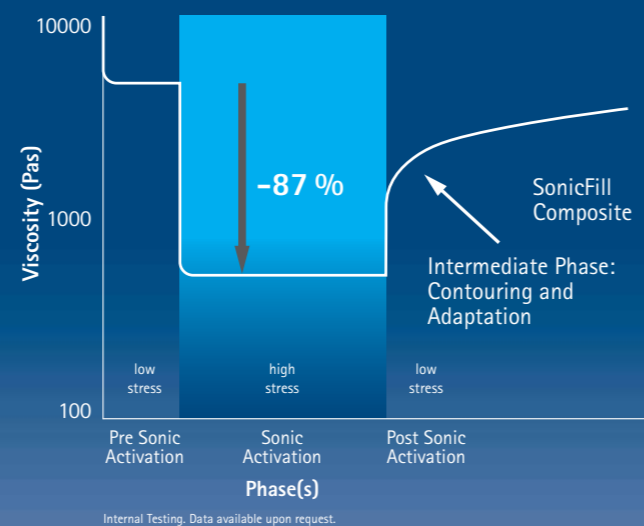 10000
1000
100
Viscosity (Pas)
-87 %
SonicFill
Composite
Intermediate Phase:
Contouring and
Adaptation
low
stress
high
stress
low
stress
Pre Sonic
Activation
Sonic
Activation
Post Sonic
Activation
Phase(s)
Internal Testing. Data available upon request.